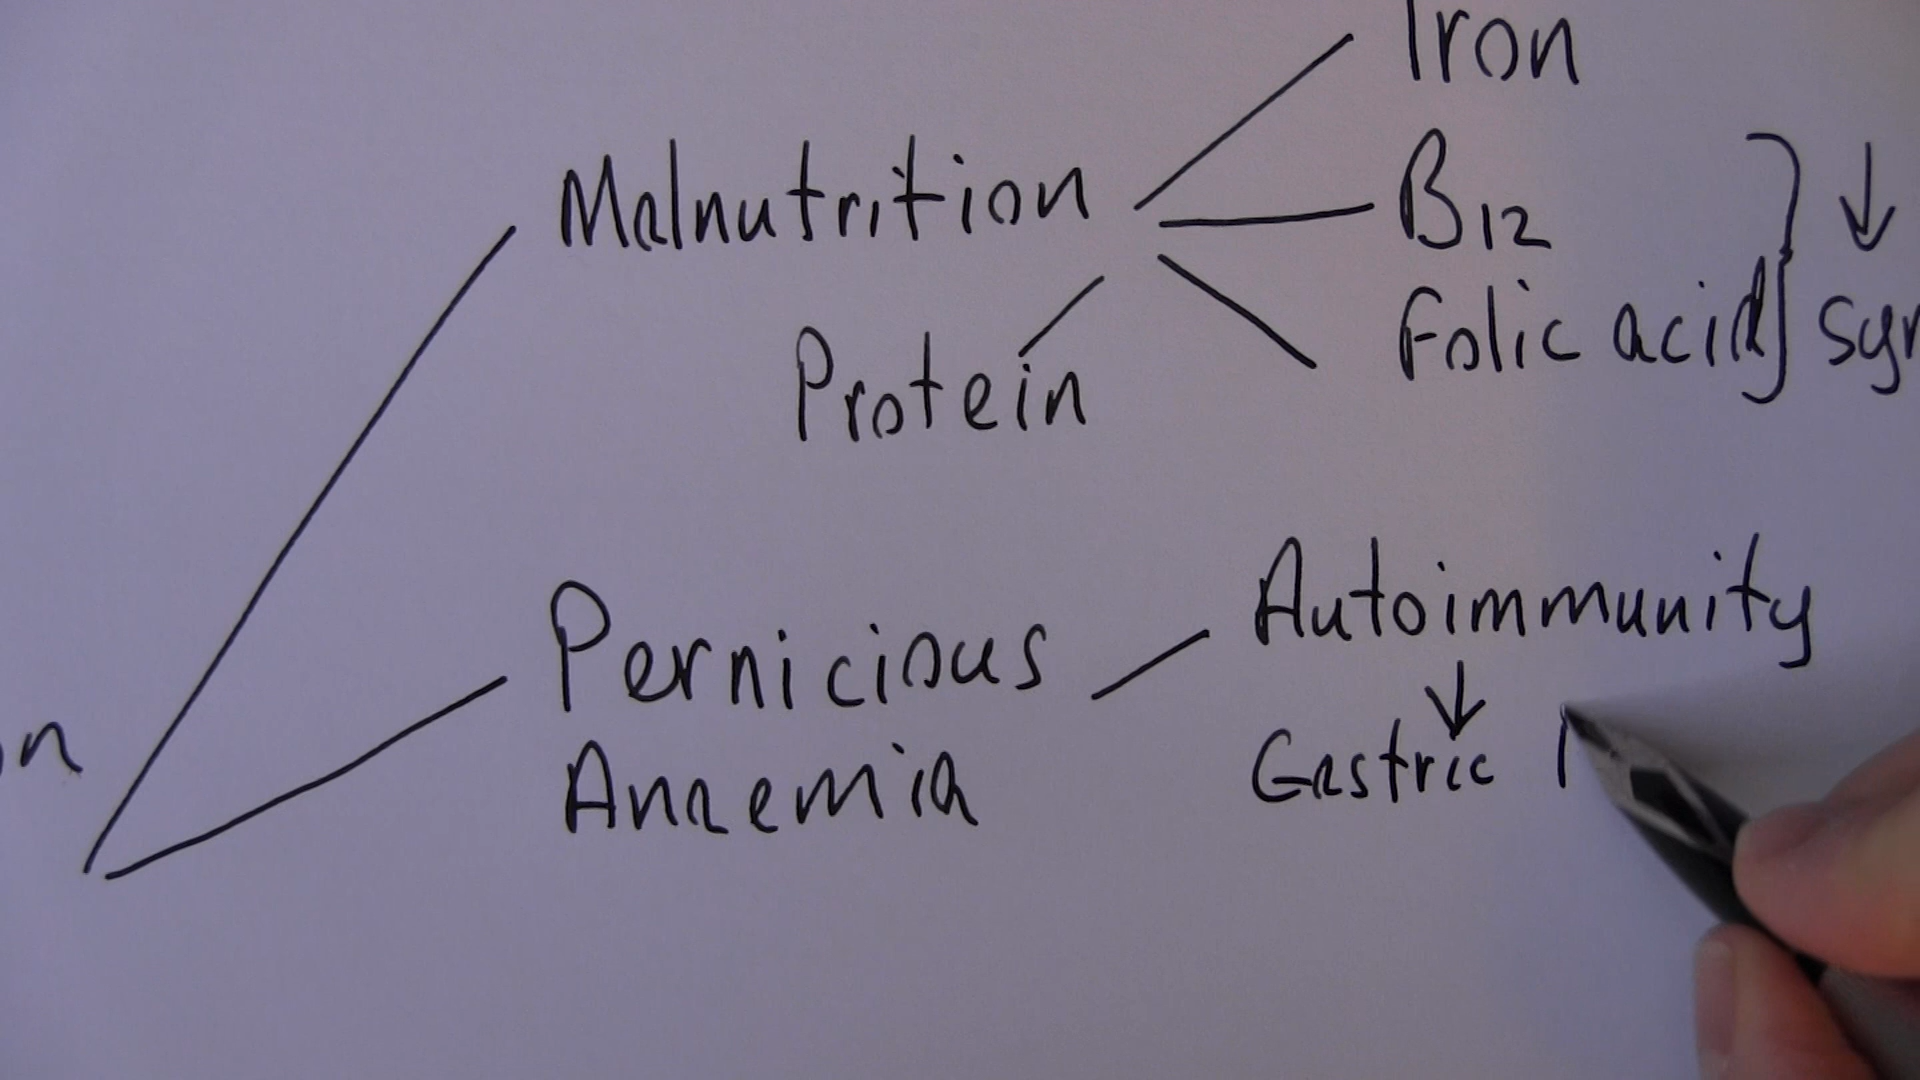 Iron
Malnutrition
B12
Folic acid
Protein
Pernicious
Anaemia
Autoimmunity
Gastric